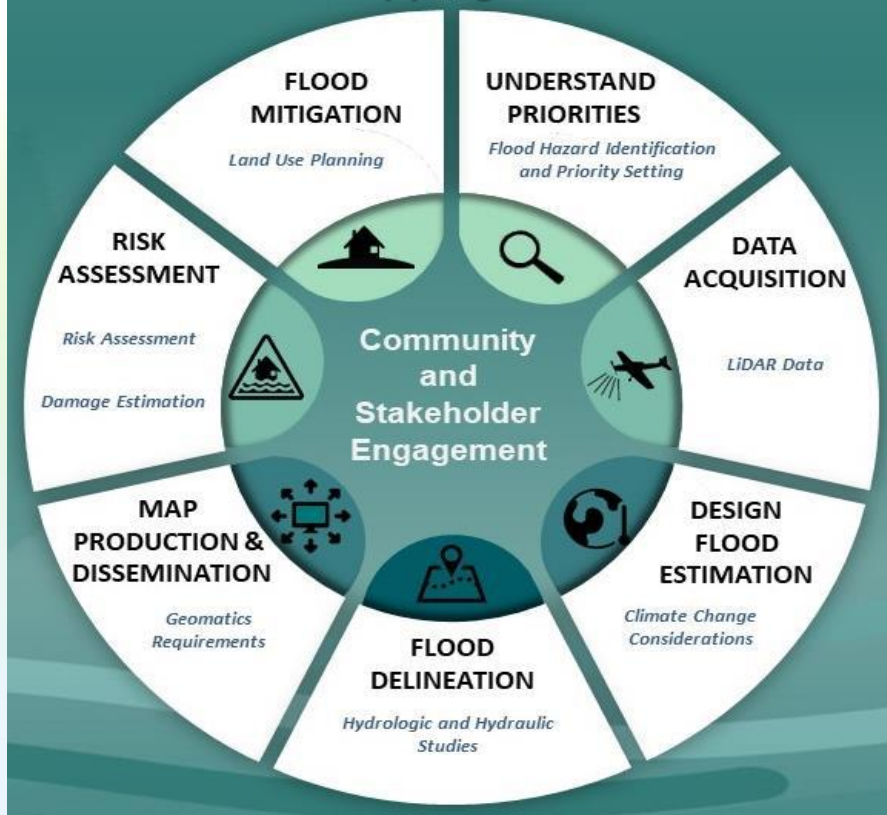 UNDERSTAND
PRIORITIES
Flood Hazard Identification
and Priority Setting
DATA
ACQUISITION
LiDAR Data
DESIGN
FLOOD
ESTIMATION
Climate Change
Considerations
FLOOD
DELINEATION
Hydrologic and Hydraulic
Studies
MAP
PRODUCTION &
DISSEMINATION
Geomatics
Requirements
RISK
ASSESSMENT
Risk Assessment
Damage Estimation
FLOOD
MITIGATION
Land Use Planning
Community
and
Stakeholder
Engagement